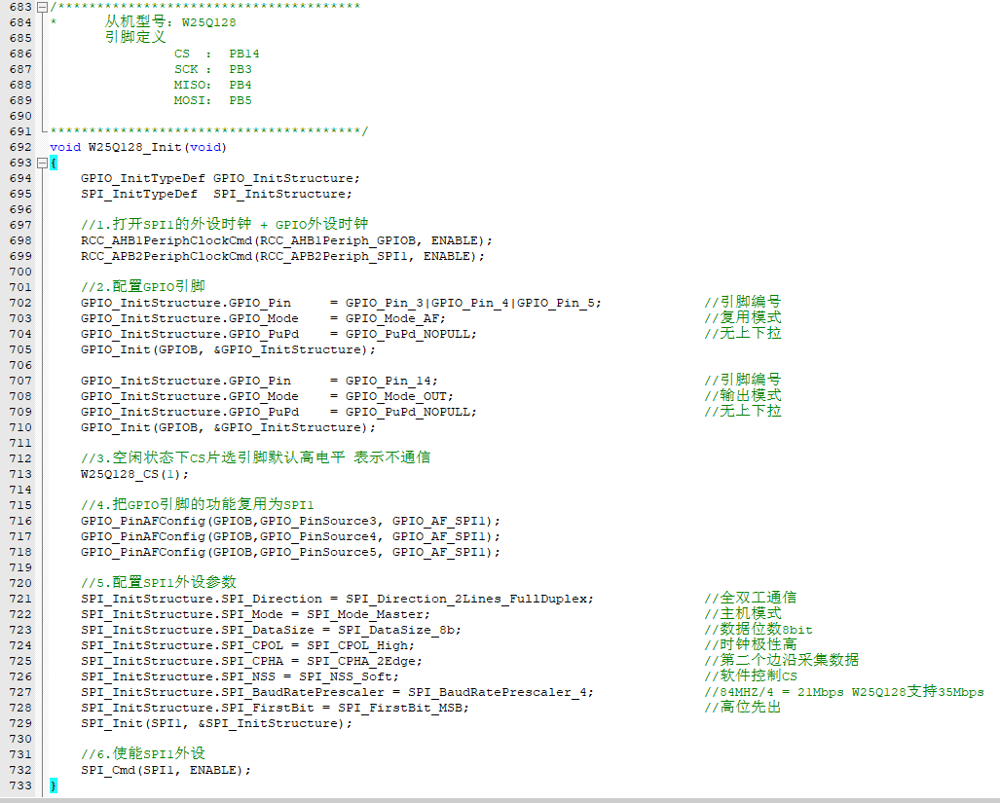 683 /****************************************
684 *      从机型号: W25Q128
685        引脚定义
686                 CS  :  PB14
687                 SCK :  PB3
688                 MISO:  PB4
689                 MOSI:  PB5
690
691 ****************************************/
692 void W25Q128_Init(void)
693 {
694     GPIO_InitTypeDef GPIO_InitStructure;
695     SPI_InitTypeDef  SPI_InitStructure;
696
697     //1.打开SPI1的外设时钟 + GPIO外设时钟
698     RCC_AHB1PeriphClockCmd(RCC_AHB1Periph_GPIOB, ENABLE);
699     RCC_APB2PeriphClockCmd(RCC_APB2Periph_SPI1, ENABLE);
700
701     //2.配置GPIO引脚
702     GPIO_InitStructure.GPIO_Pin     = GPIO_Pin_3|GPIO_Pin_4|GPIO_Pin_5;             //引脚编号
703     GPIO_InitStructure.GPIO_Mode    = GPIO_Mode_AF;                                 //复用模式
704     GPIO_InitStructure.GPIO_PuPd    = GPIO_PuPd_NOPULL;                             //无上下拉
705     GPIO_Init(GPIOB, &GPIO_InitStructure);
706
707     GPIO_InitStructure.GPIO_Pin     = GPIO_Pin_14;                                  //引脚编号
708     GPIO_InitStructure.GPIO_Mode    = GPIO_Mode_OUT;                                //输出模式
709     GPIO_InitStructure.GPIO_PuPd    = GPIO_PuPd_NOPULL;                             //无上下拉
710     GPIO_Init(GPIOB, &GPIO_InitStructure);
711
712     //3.空闲状态下CS片选引脚默认高电平 表示不通信
713     W25Q128_CS(1);
714
715     //4.把GPIO引脚的功能复用为SPI1
716     GPIO_PinAFConfig(GPIOB,GPIO_PinSource3, GPIO_AF_SPI1);
717     GPIO_PinAFConfig(GPIOB,GPIO_PinSource4, GPIO_AF_SPI1);
718     GPIO_PinAFConfig(GPIOB,GPIO_PinSource5, GPIO_AF_SPI1);
719
720     //5.配置SPI1外设参数
721     SPI_InitStructure.SPI_Direction = SPI_Direction_2Lines_FullDuplex;              //全双工通信
722     SPI_InitStructure.SPI_Mode = SPI_Mode_Master;                                   //主机模式
723     SPI_InitStructure.SPI_DataSize = SPI_DataSize_8b;                               //数据位数8bit
724     SPI_InitStructure.SPI_CPOL = SPI_CPOL_High;                                     //时钟极性高
725     SPI_InitStructure.SPI_CPHA = SPI_CPHA_2Edge;                                    //第二个边沿采集数据
726     SPI_InitStructure.SPI_NSS = SPI_NSS_Soft;                                       //软件控制CS
727     SPI_InitStructure.SPI_BaudRatePrescaler = SPI_BaudRatePrescaler_4;              //84MHZ/4 = 21Mbps W25Q128支持35Mbps
728     SPI_InitStructure.SPI_FirstBit = SPI_FirstBit_MSB;                              //高位先出
729     SPI_Init(SPI1, &SPI_InitStructure);
730
731     //6.使能SPI1外设
732     SPI_Cmd(SPI1, ENABLE);
733 }